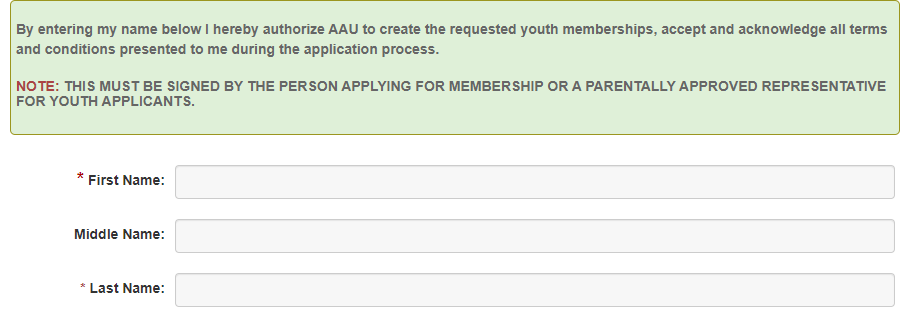 By entering my name below I hereby authorize AAU to create the requested youth memberships, accept and acknowledge all terms
and conditions presented to me during the application process.
NOTE: THIS MUST BE SIGNED BY THE PERSON APPLYING FOR MEMBERSHIP OR A PARENTALLY APPROVED REPRESENTATIVE
FOR YOUTH APPLICANTS.
* First Name:
Middle Name:
* Last Name: